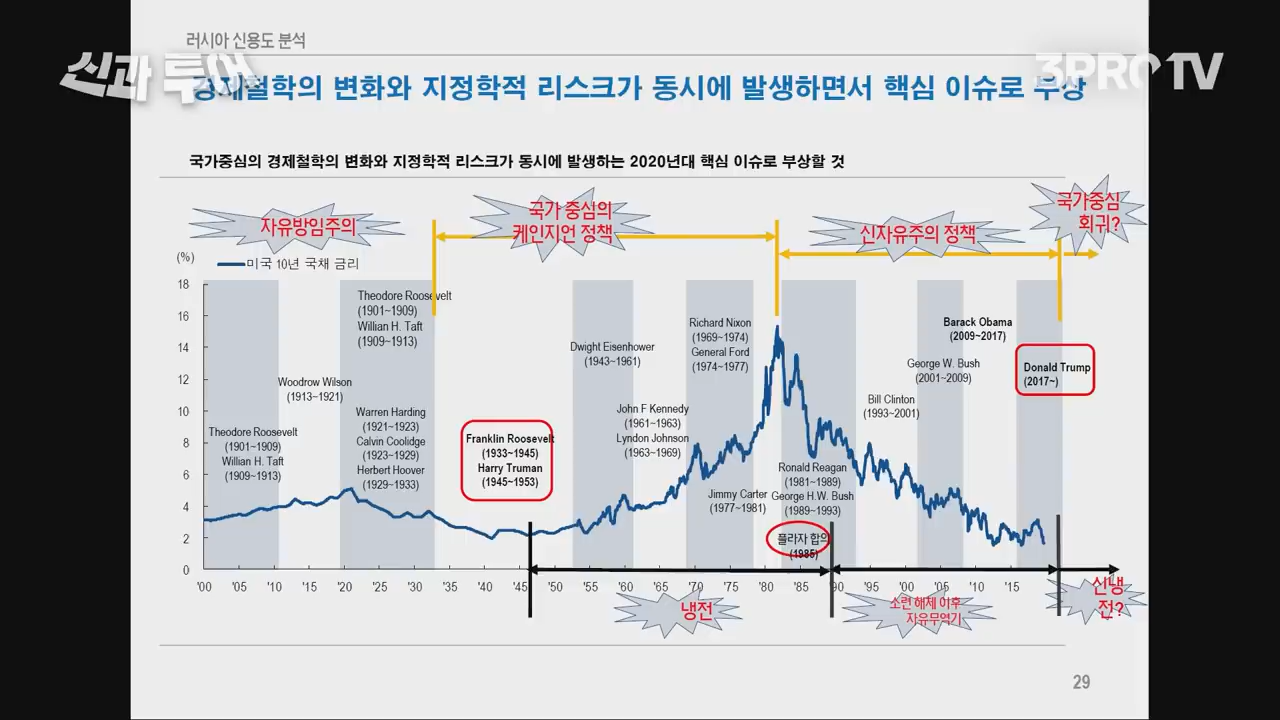 러시아 신용도 분석
신과 투어
3PRO TV
경제철학의 변화와 지정학적 리스크가 동시에 발생하면서 핵심 이슈로 부상
국가중심의 경제철학의 변화와 지정학적 리스크가 동시에 발생하는 2020년대 핵심 이슈로 부상할 것
자유방임주의
국가 중심의
케인지언 정책
신자유주의 정책
국가중심
회귀?
(%)
미국 10년 국채 금리
18
16
14
12
10
8
6
4
2
0
Theodore Roosevelt
(1901~1909)
Willian H. Taft
(1909~1913)
Woodrow Wilson
(1913~1921)
Theodore Roosevelt
(1901~1909)
Willian H. Taft
(1909~1913)
Warren Harding
(1921~1923)
Calvin Coolidge
(1923~1929)
Herbert Hoover
(1929~1933)
Franklin Roosevelt
(1933~1945)
Harry Truman
(1945~1953)
Dwight Eisenhower
(1943~1961)
John F Kennedy
(1961~1963)
Lyndon Johnson
(1963~1969)
Richard Nixon
(1969~1974)
General Ford
(1974~1977)
Jimmy Carter
(1977~1981)
Ronald Reagan
(1981~1989)
George H.W. Bush
(1989~1993)
플라자 합의
(1985)
Bill Clinton
(1993~2001)
George W. Bush
(2001~2009)
Barack Obama
(2009~2017)
Donald Trump
(2017~)
'00 '05 '10 '15 '20 '25 '30 '35 '40 '45 '50 '55 '60 '65 '70 '75 '80 '85 '90 '95 '00 '05 '10 '15
냉전
소련 해체 이후
자유무역기
신냉
전?
29